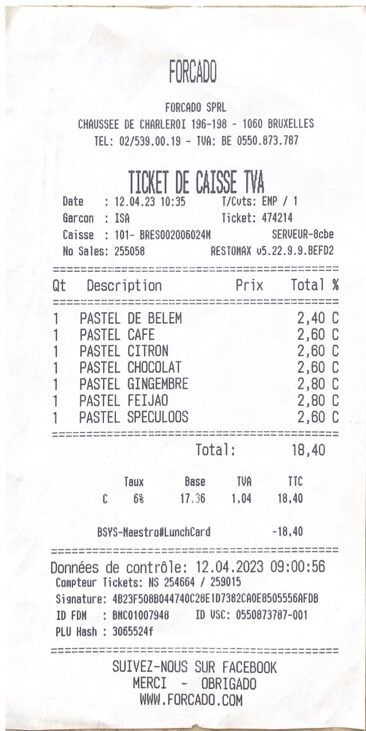 FORCADO
FORCADO SPRL
CHAUSSEE DE CHARLEROI 196-198 - 1060 BRUXELLES
TEL: 02/539.00.19 - TVA: BE 0550.873.787
TICKET DE CAISSE TVA
Date : 12.04.23 10:35 T/Cvts: EMP / 1
Garcon : ISA Ticket: 474214
Caisse : 101- BRES002006024M SERVEUR-8cbe
No Sales: 255058 RESTOMAX v5.22.9.9.BEFD2
Qt Description Prix Total %
1 PASTEL DE BELEM 2,40 C
1 PASTEL CAFE 2,60 C
1 PASTEL CITRON 2,60 C
1 PASTEL CHOCOLAT 2,60 C
1 PASTEL GINGEMBRE 2,80 C
1 PASTEL FEIJAO 2,80 C
1 PASTEL SPECULOOS 2,60 C
Total: 18,40
Taux Base TVA TTC
C 6% 17.36 1.04 18,40
BSYS-Maestro#LunchCard -18,40
Données de contrôle: 12.04.2023 09:00:56
Compteur Tickets: NS 254664 / 259015
Signature: 4B23F508B044740C28E1D7382CA0E8505556AFDB
ID FDM : BMC01007948 ID VSC: 0550873787-001
PLU Hash : 3065524f
SUIVEZ-NOUS SUR FACEBOOK
MERCI - OBRIGADO
WWW.FORCADO.COM